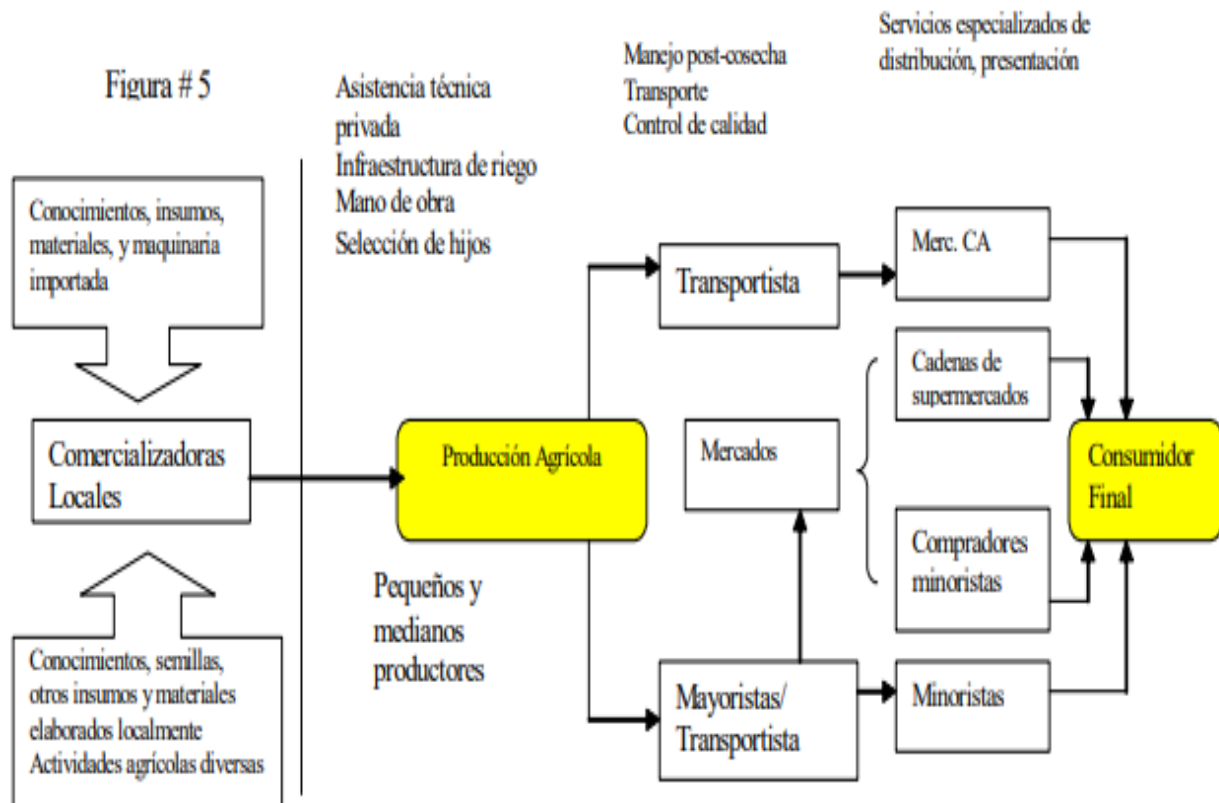 Figura # 5
Asistencia técnica
privada
Infraestructura de riego
Mano de obra
Selección de hijos
Manejo post-cosecha
Transporte
Control de calidad
Servicios especializados de
distribución, presentación
Conocimientos, insumos,
materiales, y maquinaria
importada
Comercializadoras
Locales
Conocimientos, semillas,
otros insumos y materiales
elaborados localmente
Actividades agrícolas diversas
Producción Agrícola
Pequeños y
medianos
productores
Transportista
Mercados
Mayoristas/
Transportista
Merc. CA
Cadenas de
supermercados
Compradores
minoristas
Minoristas
Consumidor
Final